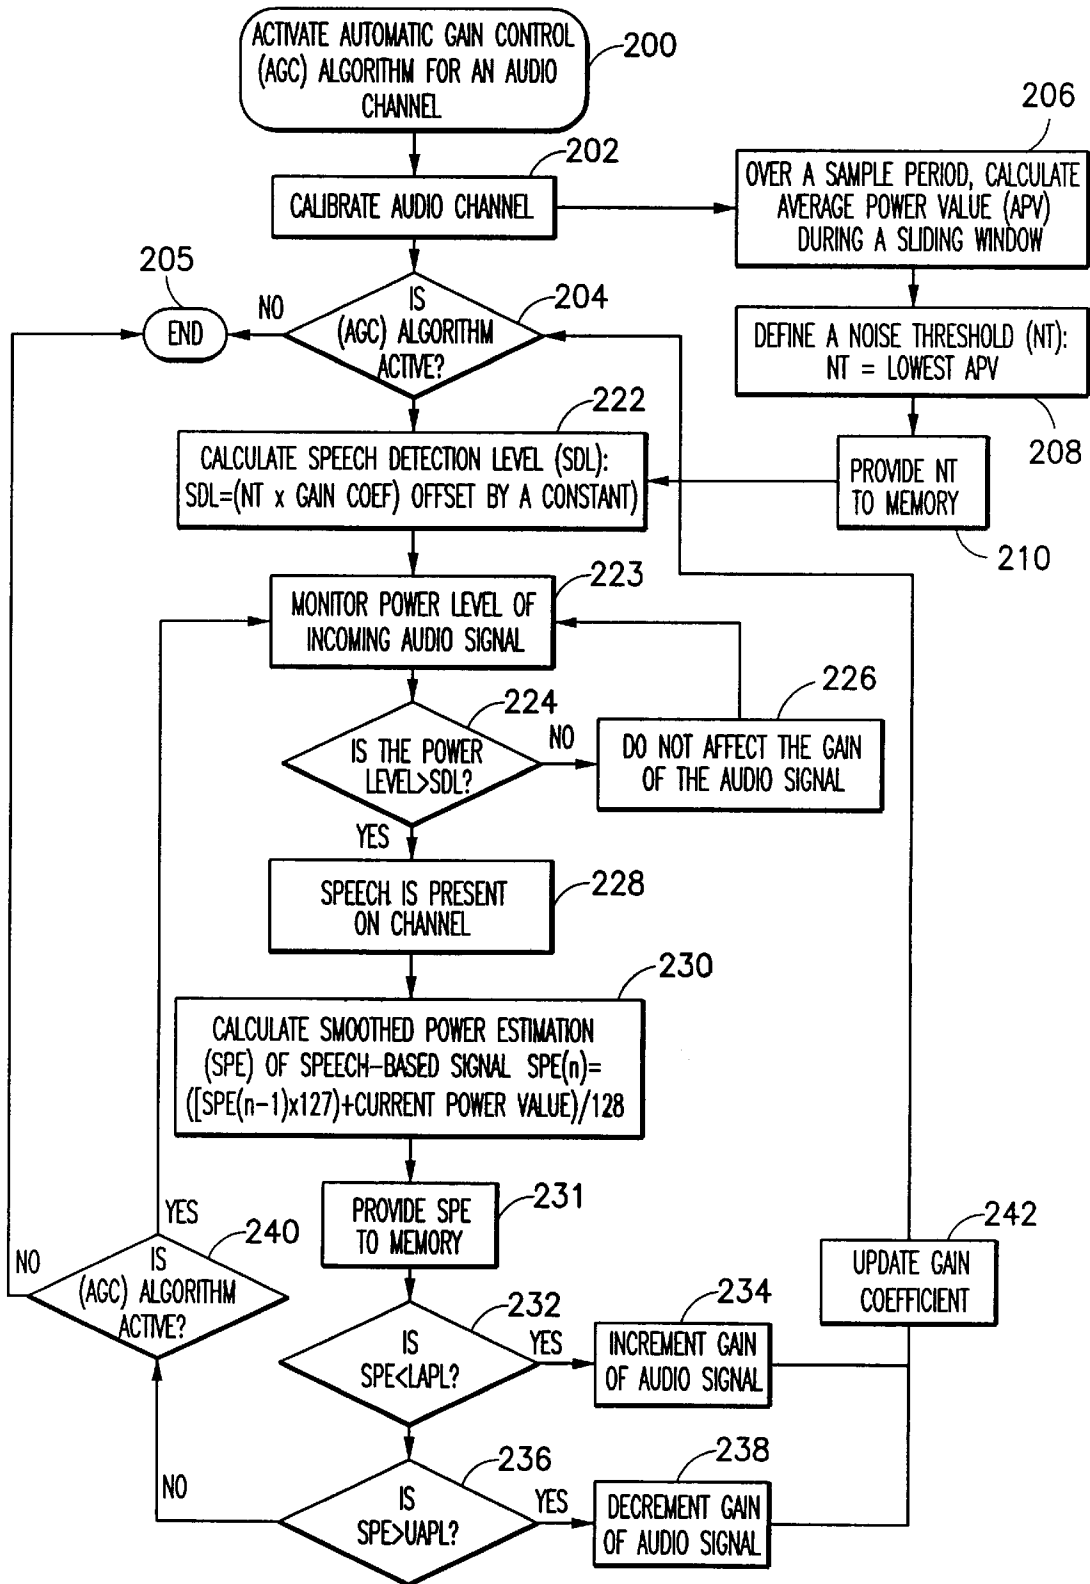 ACTIVATE AUTOMATIC GAIN CONTROL
(AGC) ALGORITHM FOR AN AUDIO
CHANNEL
200
202
CALIBRATE AUDIO CHANNEL
206
OVER A SAMPLE PERIOD, CALCULATE
AVERAGE POWER VALUE (APV)
DURING A SLIDING WINDOW
205
END
NO
IS
(AGC) ALGORITHM
ACTIVE?
204
DEFINE A NOISE THRESHOLD (NT):
NT = LOWEST APV
208
222
CALCULATE SPEECH DETECTION LEVEL (SDL):
SDL=(NT x GAIN COEF) OFFSET BY A CONSTANT)
PROVIDE NT
TO MEMORY
210
223
MONITOR POWER LEVEL OF
INCOMING AUDIO SIGNAL
224
IS THE POWER
LEVEL>SDL?
NO
226
DO NOT AFFECT THE GAIN
OF THE AUDIO SIGNAL
YES
SPEECH IS PRESENT
ON CHANNEL
228
230
CALCULATE SMOOTHED POWER ESTIMATION
(SPE) OF SPEECH-BASED SIGNAL SPE(n)=
([SPE(n-1)x127)+CURRENT POWER VALUE)/128
231
PROVIDE SPE
TO MEMORY
YES
240
NO
IS
(AGC) ALGORITHM
ACTIVE?
242
UPDATE GAIN
COEFFICIENT
232
IS
SPE<LAPL?
YES
234
INCREMENT GAIN
OF AUDIO SIGNAL
236
NO
IS
SPE>UAPL?
YES
238
DECREMENT GAIN
OF AUDIO SIGNAL